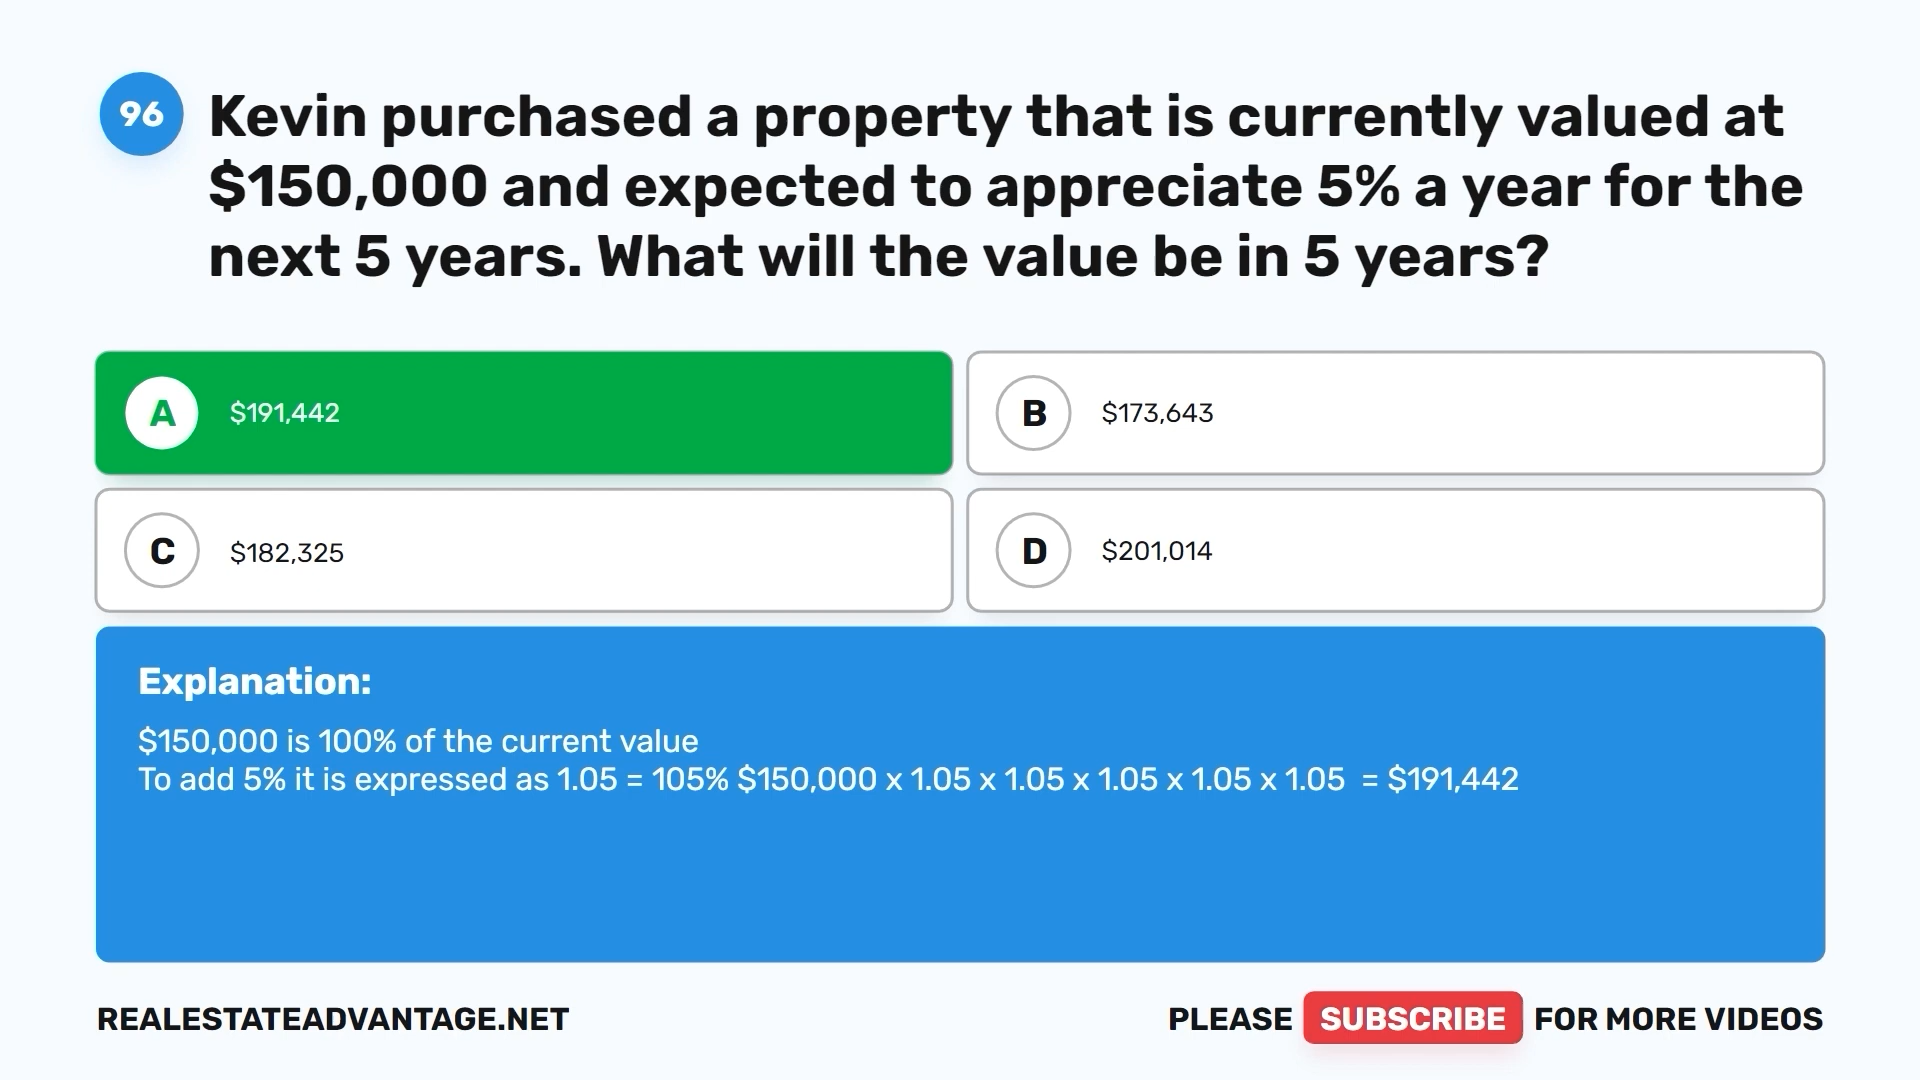 96
Kevin purchased a property that is currently valued at
$150,000 and expected to appreciate 5% a year for the
next 5 years. What will the value be in 5 years?
A $191,442
B $173,643
C $182,325
D $201,014
Explanation:
$150,000 is 100% of the current value
To add 5% it is expressed as 1.05 = 105% $150,000 x 1.05 x 1.05 x 1.05 x 1.05 x 1.05 = $191,442
REALESTATEADVANTAGE.NET
PLEASE SUBSCRIBE FOR MORE VIDEOS